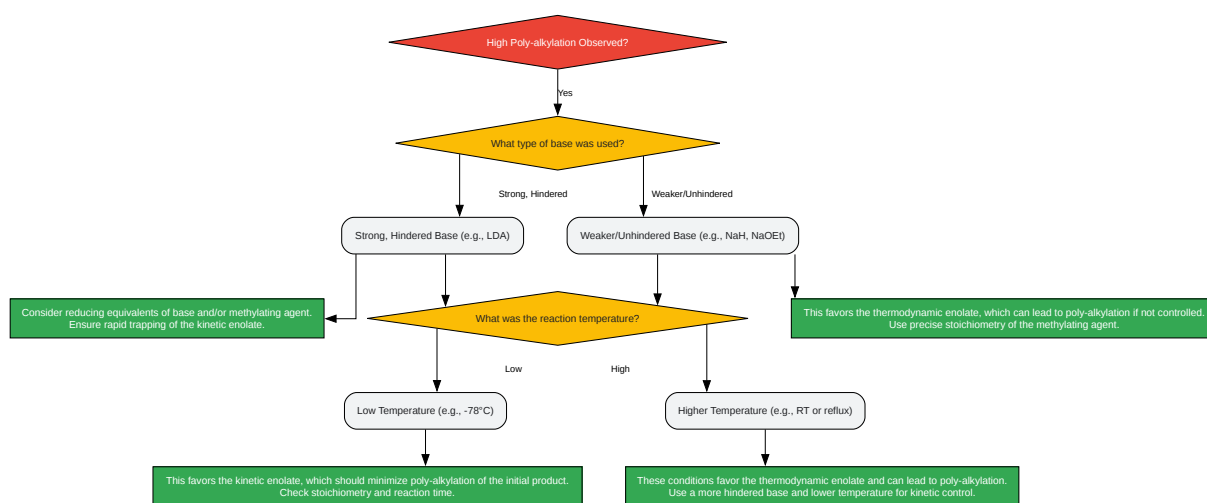 High Poly-alkylation Observed?
Yes
What type of base was used?
Strong, Hindered
Weaker/Unhindered
Strong, Hindered Base (e.g., LDA)
Weaker/Unhindered Base (e.g., NaH, NaOEt)
Consider reducing equivalents of base and/or methylating agent.
Ensure rapid trapping of the kinetic enolate.
What was the reaction temperature?
This favors the thermodynamic enolate, which can lead to poly-alkylation if not controlled.
Use precise stoichiometry of the methylating agent.
Low
High
Low Temperature (e.g., -78°C)
Higher Temperature (e.g., RT or reflux)
This favors the kinetic enolate, which should minimize poly-alkylation of the initial product.
Check stoichiometry and reaction time.
These conditions favor the thermodynamic enolate and can lead to poly-alkylation.
Use a more hindered base and lower temperature for kinetic control.